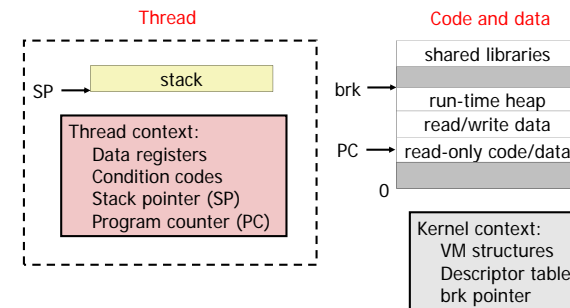 Thread
stack
SP
Thread context:
Data registers
Condition codes
Stack pointer (SP)
Program counter (PC)
Code and data
shared libraries
brk
run-time heap
read/write data
PC
read-only code/data
0
Kernel context:
VM structures
Descriptor table
brk pointer